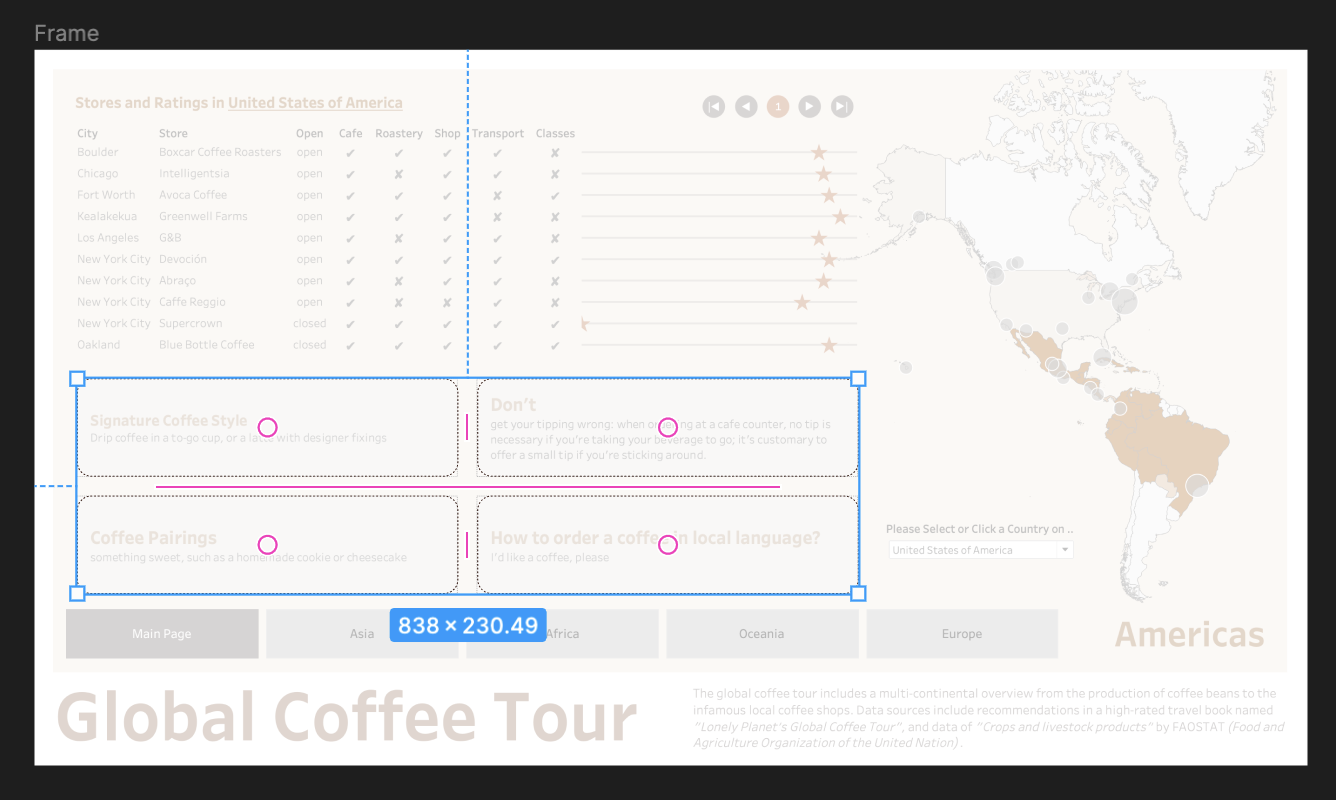 Frame
Stores and Ratings in United States of America
1
City Store Open Cafe Roastery Shop Transport Classes
Boulder Boxcar Coffee Roasters open ✔ ✔ ✔ ✔ ✘
Chicago Intelligentsia open ✔ ✘ ✔ ✔ ✘
Fort Worth Avoca Coffee open ✔ ✔ ✔ ✘ ✔
Kealakekua Greenwell Farms open ✔ ✔ ✔ ✘ ✘
Los Angeles G&B open ✔ ✘ ✔ ✔ ✘
New York City Devoción open ✔ ✔ ✔ ✔ ✔
New York City Abraço open ✔ ✘ ✔ ✔ ✘
New York City Caffe Reggio open ✔ ✘ ✘ ✔ ✘
New York City Supercrown closed ✔ ✔ ✔ ✔ ✔
Oakland Blue Bottle Coffee closed ✔ ✔ ✔ ✔ ✔
Signature Coffee Style
Drip coffee in a to-go cup, or a latte with designer fixings
Don't
get your tipping wrong: when ordering at a cafe counter, no tip is
necessary if you're taking your beverage to go; it's customary to
offer a small tip if you're sticking around.
Coffee Pairings
something sweet, such as a homemade cookie or cheesecake
How to order a coffee in local language?
I'd like a coffee, please
Please Select or Click a Country on ..
United States of America
838 × 230.49
Main Page Asia Africa Oceania Europe
Americas
Global Coffee Tour
The global coffee tour includes a multi-continental overview from the production of coffee beans to the
infamous local coffee shops. Data sources include recommendations in a high-rated travel book named
"Lonely Planet's Global Coffee Tour", and data of "Crops and livestock products" by FAOSTAT (Food and
Agriculture Organization of the United Nation).